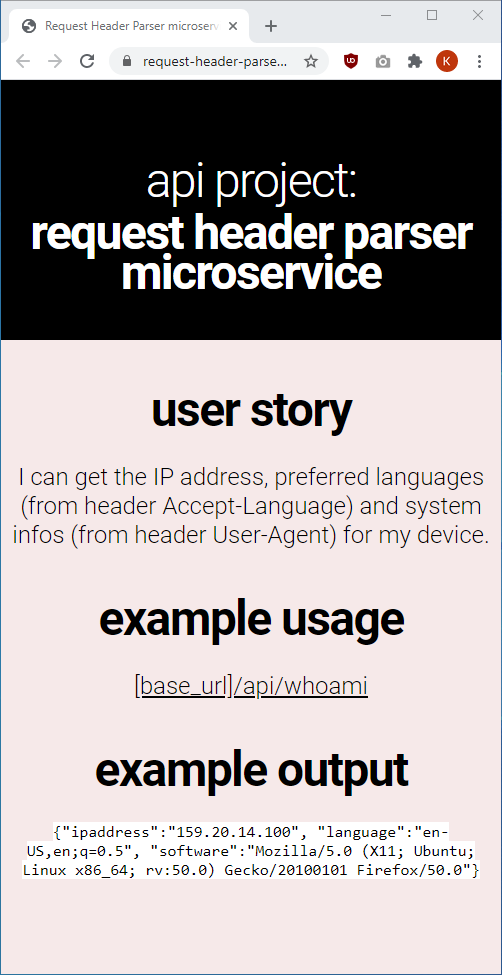 Request Header Parser microserv
request-header-parse...
K
api project:
request header parser
microservice
user story
I can get the IP address, preferred languages
(from header Accept-Language) and system
infos (from header User-Agent) for my device.
example usage
[base_url]/api/whoami
example output
{"ipaddress":"159.20.14.100", "language":"en-
US,en;q=0.5", "software":"Mozilla/5.0 (X11; Ubuntu;
Linux x86_64; rv:50.0) Gecko/20100101 Firefox/50.0"}